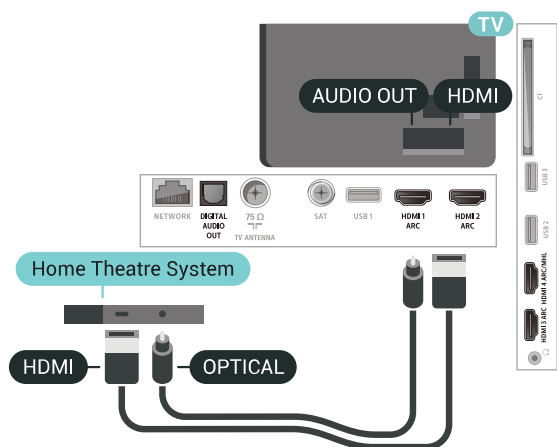 TV
AUDIO OUT
HDMI
CI
USB 3
USB 2
HDMI 4 ARC/MHL
HDMI 3 ARC
NETWORK
DIGITAL
AUDIO
OUT
75 Ω
TV ANTENNA
SAT
USB 1
HDMI 1
ARC
HDMI 2
ARC
Home Theatre System
HDMI
OPTICAL